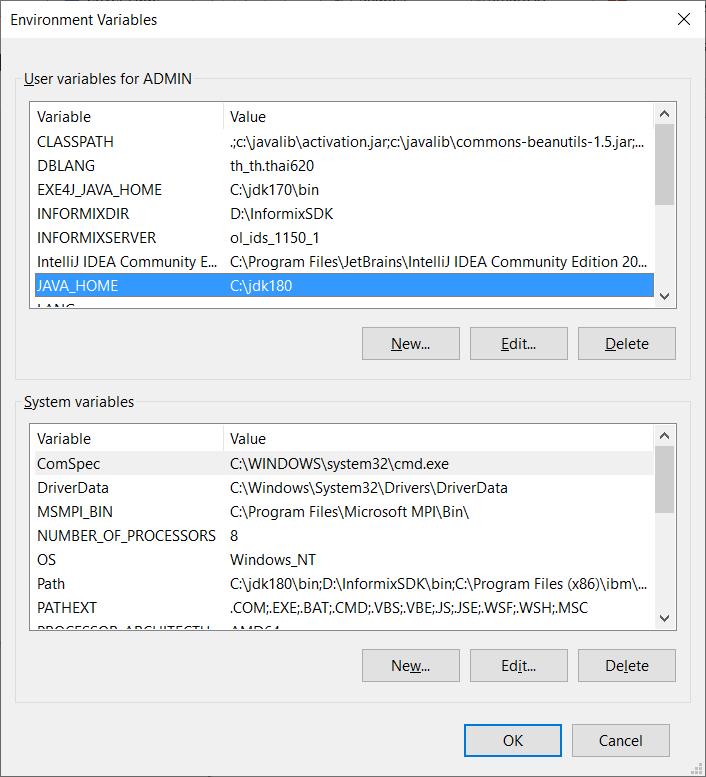 Environment Variables
User variables for ADMIN
Variable Value
CLASSPATH .;c:\javalib\activation.jar;c:\javalib\commons-beanutils-1.5.jar;...
DBLANG th_th.thai620
EXE4J_JAVA_HOME C:\jdk170\bin
INFORMIXDIR D:\InformixSDK
INFORMIXSERVER ol_ids_1150_1
IntelliJ IDEA Community E... C:\Program Files\JetBrains\IntelliJ IDEA Community Edition 20...
JAVA_HOME C:\jdk180
New... Edit... Delete
System variables
Variable Value
ComSpec C:\WINDOWS\system32\cmd.exe
DriverData C:\Windows\System32\Drivers\DriverData
MSMPI_BIN C:\Program Files\Microsoft MPI\Bin\
NUMBER_OF_PROCESSORS 8
OS Windows_NT
Path C:\jdk180\bin;D:\InformixSDK\bin;C:\Program Files (x86)\ibm\...
PATHEXT .COM;.EXE;.BAT;.CMD;.VBS;.VBE;.JS;.JSE;.WSF;.WSH;.MSC
New... Edit... Delete
OK Cancel